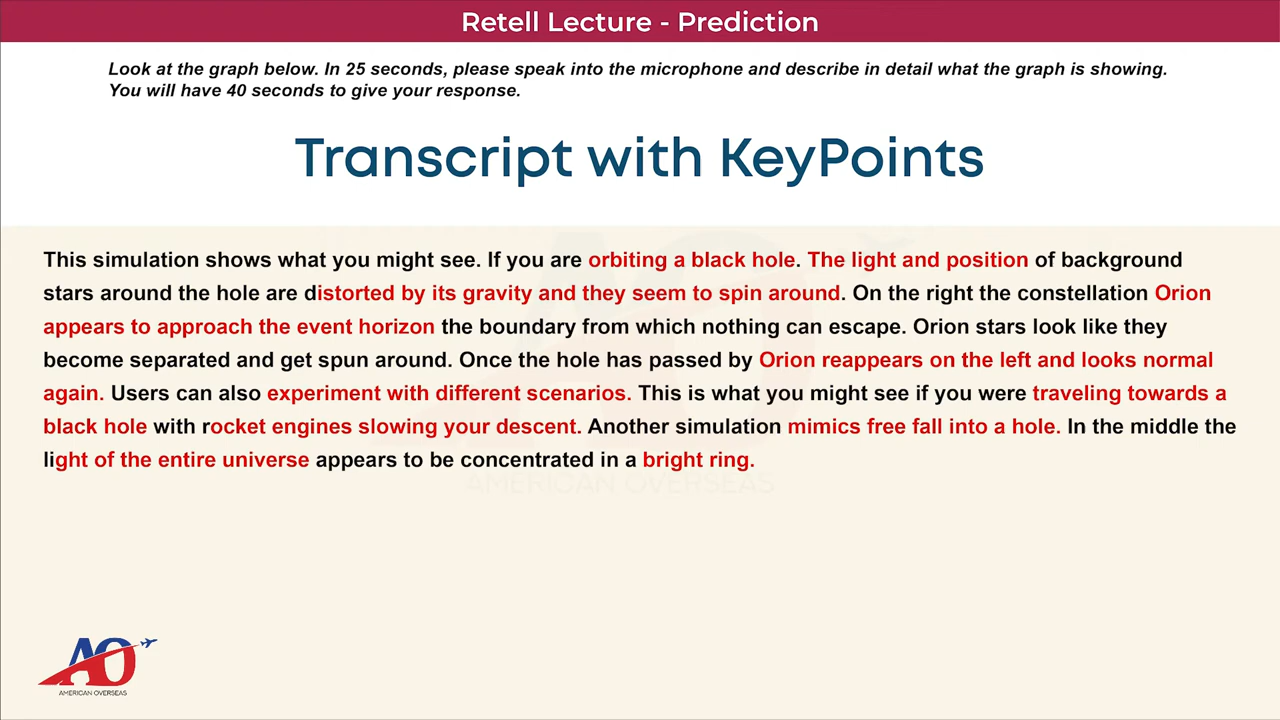 Retell Lecture - Prediction
Look at the graph below. In 25 seconds, please speak into the microphone and describe in detail what the graph is showing.
You will have 40 seconds to give your response.
Transcript with KeyPoints
This simulation shows what you might see. If you are orbiting a black hole. The light and position of background
stars around the hole are distorted by its gravity and they seem to spin around. On the right the constellation Orion
appears to approach the event horizon the boundary from which nothing can escape. Orion stars look like they
become separated and get spun around. Once the hole has passed by Orion reappears on the left and looks normal
again. Users can also experiment with different scenarios. This is what you might see if you were traveling towards a
black hole with rocket engines slowing your descent. Another simulation mimics free fall into a hole. In the middle the
light of the entire universe appears to be concentrated in a bright ring.
AO
AMERICAN OVERSEAS
AO
AMERICAN OVERSEAS